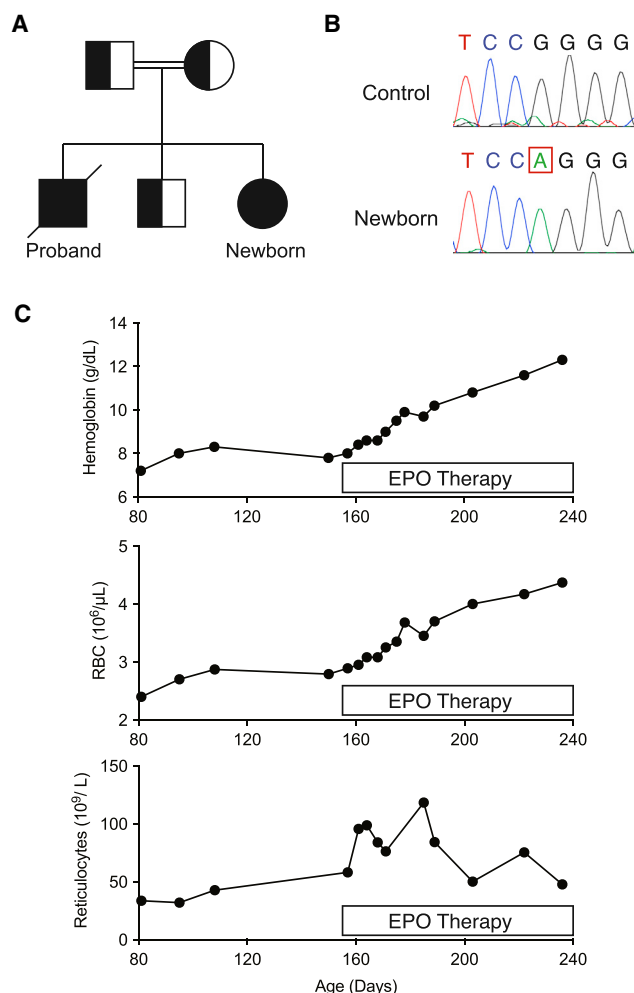 A
Proband
Newborn
B
T C C G G G G
Control
T C C A G G G
Newborn
C
Hemoglobin (g/dL)
14
12
10
8
6
EPO Therapy
80 120 160 200 240
RBC (10⁶/µL)
5
4
3
2
EPO Therapy
80 120 160 200 240
Reticulocytes (10⁹/ L)
150
100
50
0
EPO Therapy
80 120 160 200 240
Age (Days)